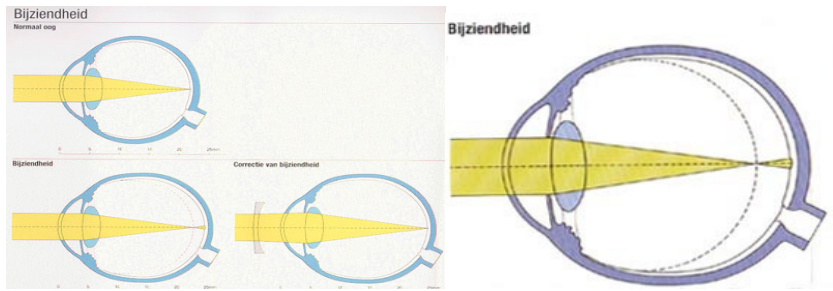 Bijziendheid
Normaal oog
Bijziendheid
Correctie van bijziendheid
Bijziendheid